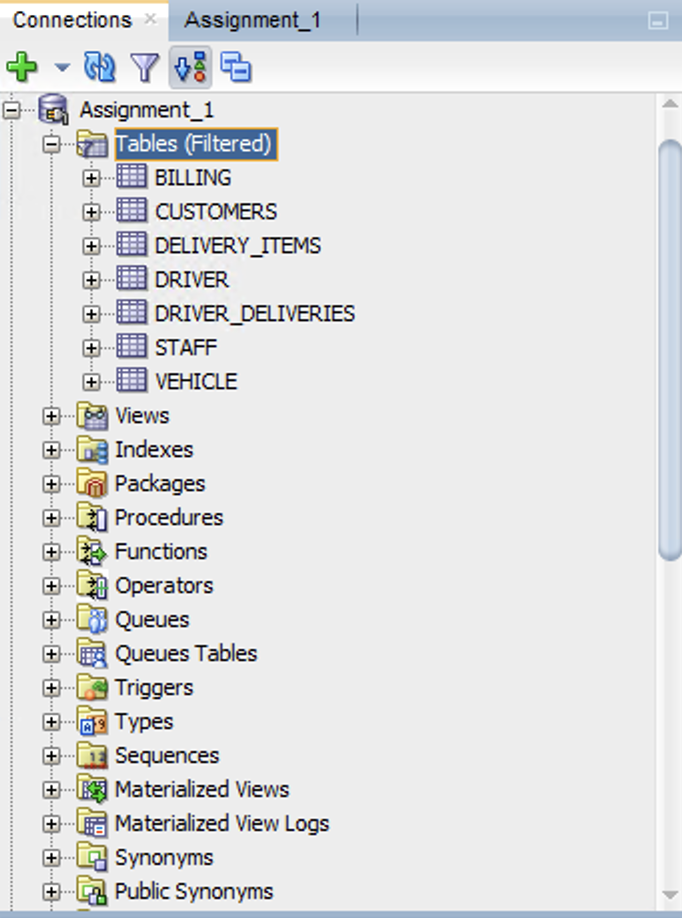 Connections Assignment_1
Assignment_1
Tables (Filtered)
BILLING
CUSTOMERS
DELIVERY_ITEMS
DRIVER
DRIVER_DELIVERIES
STAFF
VEHICLE
Views
Indexes
Packages
Procedures
Functions
Operators
Queues
Queues Tables
Triggers
Types
Sequences
Materialized Views
Materialized View Logs
Synonyms
Public Synonyms